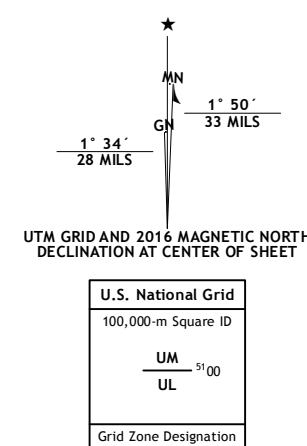 ★
MN
1° 50´
33 MILS
GN
1° 34´
28 MILS
UTM GRID AND 2016 MAGNETIC NORTH
DECLINATION AT CENTER OF SHEET
U.S. National Grid
100,000-m Square ID
UM
5100
UL
Grid Zone Designation